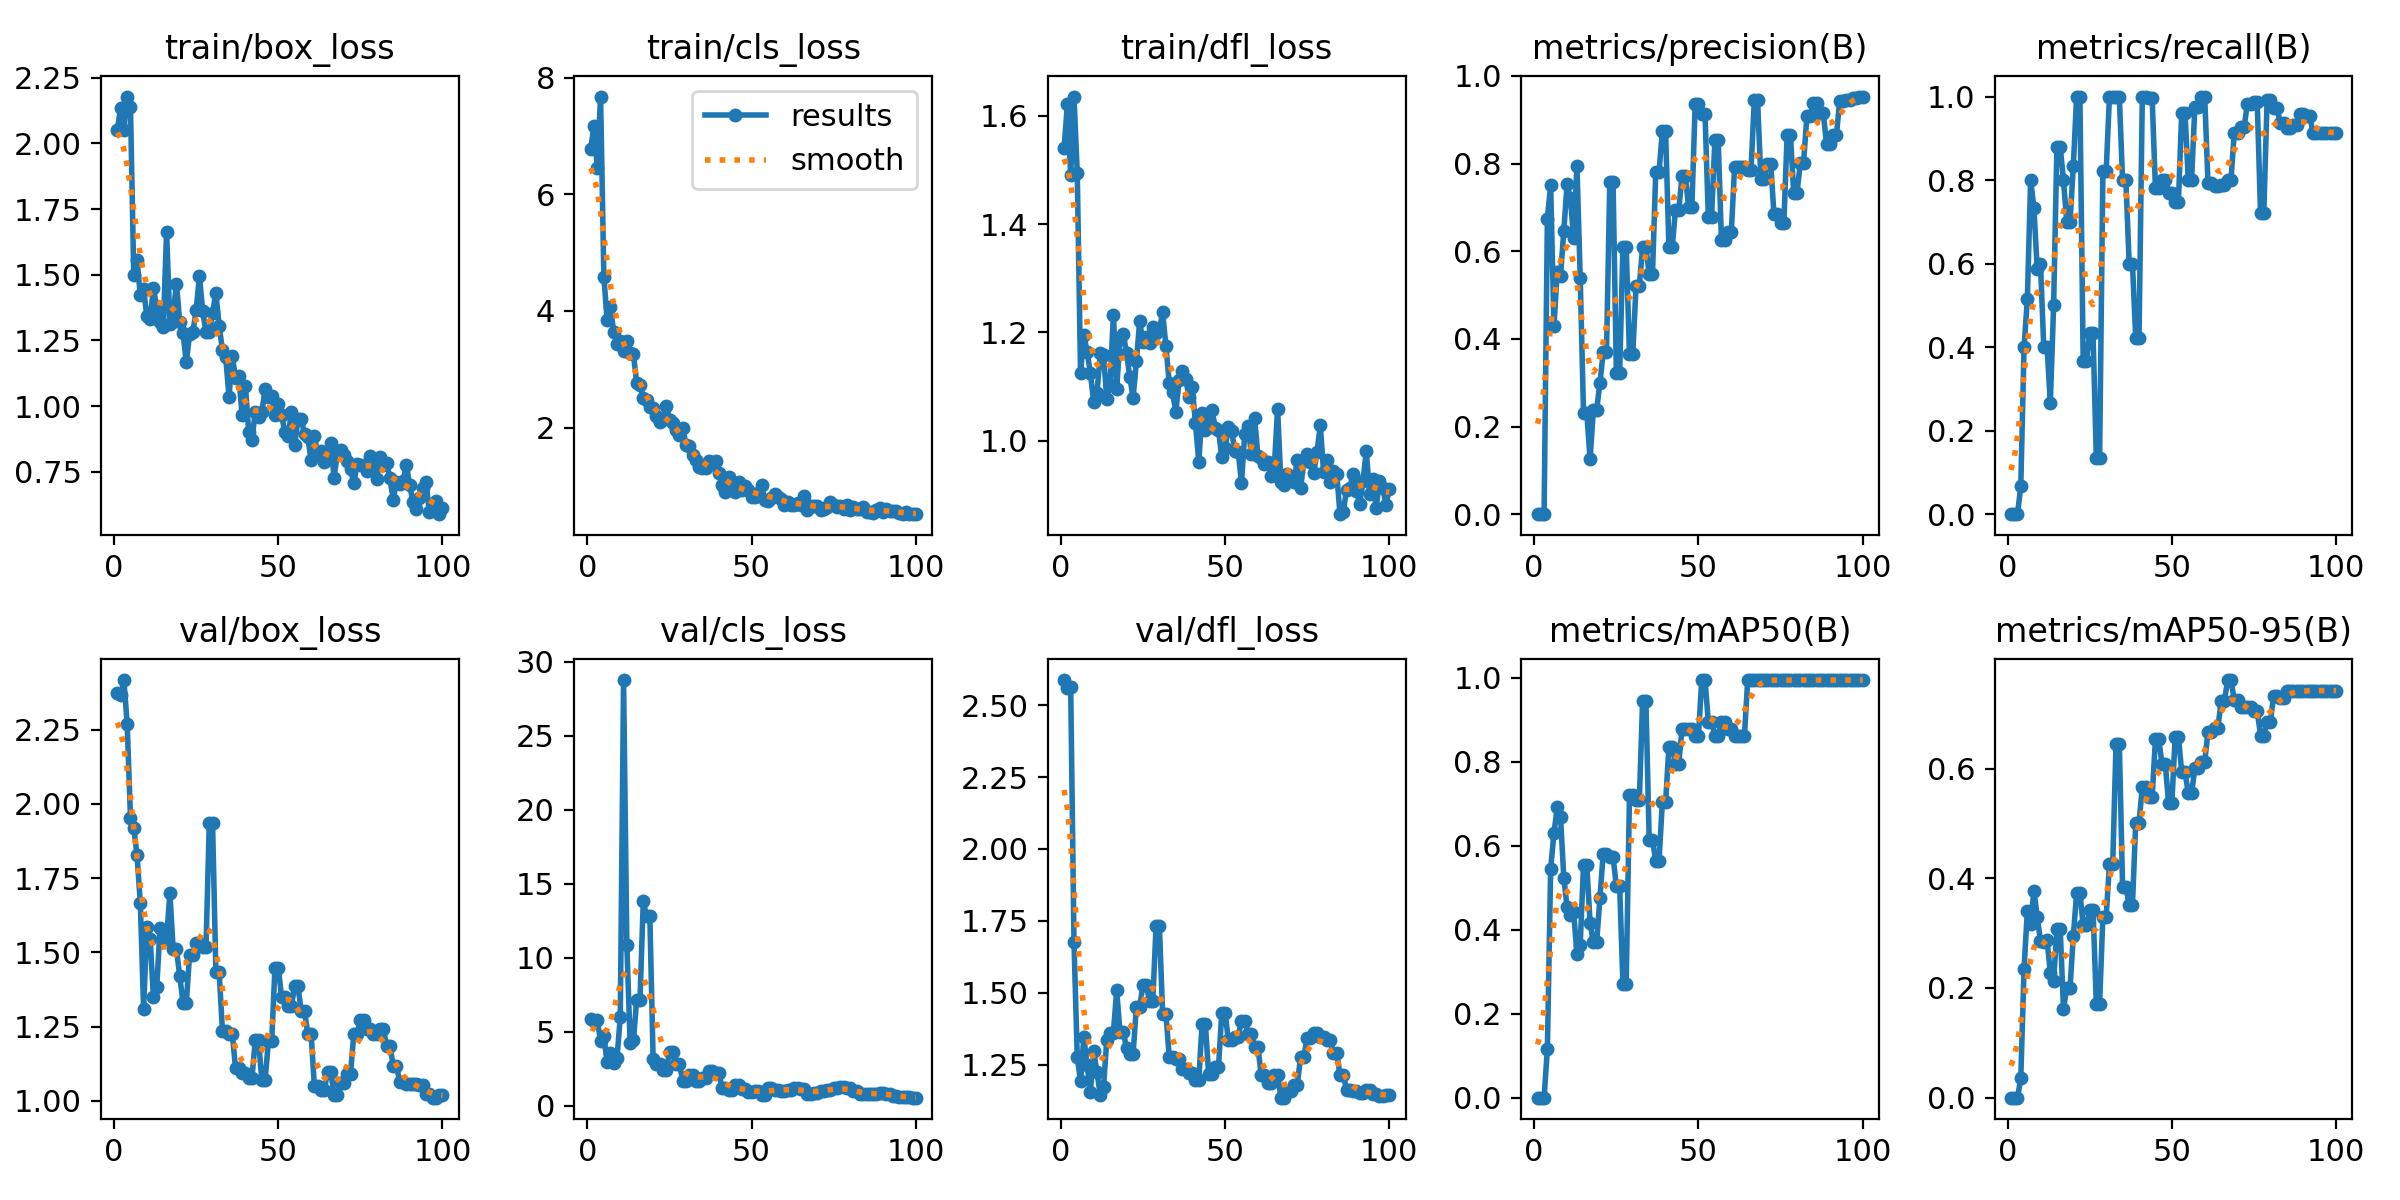 train/box_loss
2.25
2.00
1.75
1.50
1.25
1.00
0.75
0 50 100
train/cls_loss
8
6
4
2
0 50 100
results
smooth
train/dfl_loss
1.6
1.4
1.2
1.0
0 50 100
metrics/precision(B)
1.0
0.8
0.6
0.4
0.2
0.0
0 50 100
metrics/recall(B)
1.0
0.8
0.6
0.4
0.2
0.0
0 50 100
val/box_loss
2.25
2.00
1.75
1.50
1.25
1.00
0 50 100
val/cls_loss
30
25
20
15
10
5
0
0 50 100
val/dfl_loss
2.50
2.25
2.00
1.75
1.50
1.25
0 50 100
metrics/mAP50(B)
1.0
0.8
0.6
0.4
0.2
0.0
0 50 100
metrics/mAP50-95(B)
0.6
0.4
0.2
0.0
0 50 100